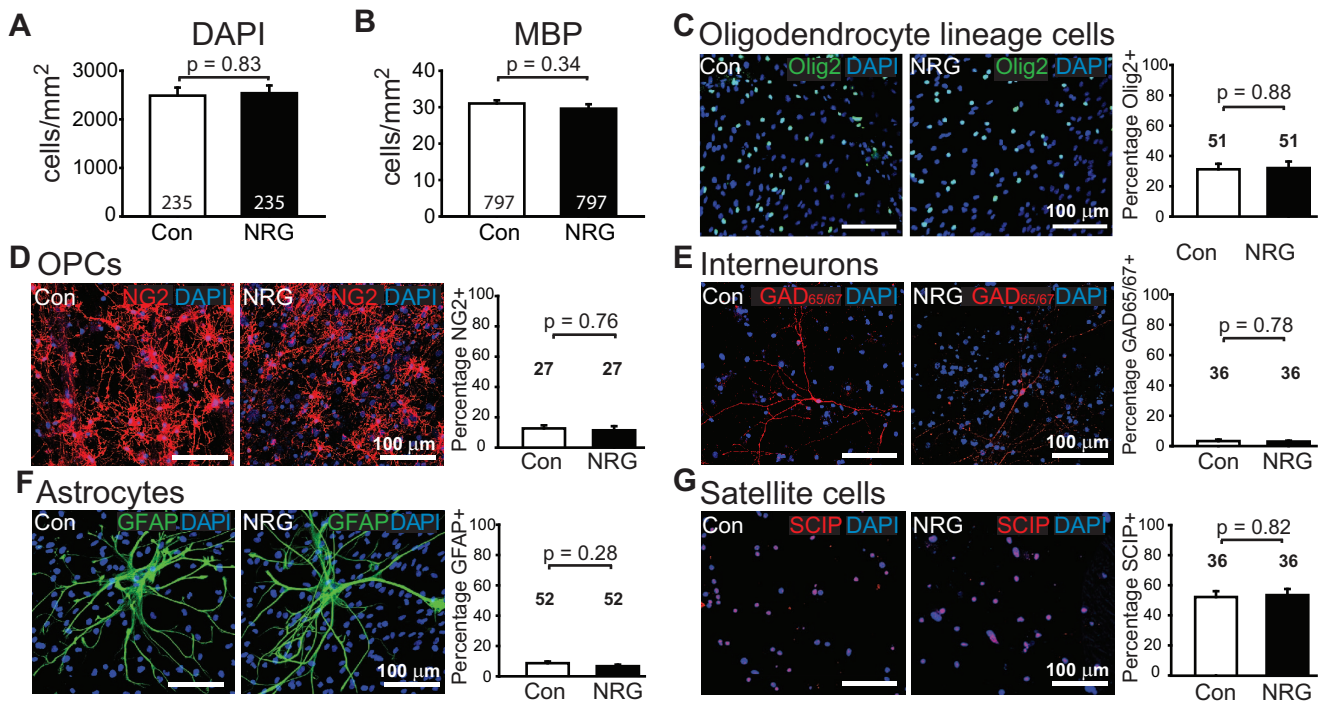 A
DAPI
cells/mm2
3000
2000
1000
0
p = 0.83
235
235
Con
NRG
B
MBP
cells/mm2
40
30
20
10
0
p = 0.34
797
797
Con
NRG
C Oligodendrocyte lineage cells
Con
Olig2 DAPI
NRG
Olig2 DAPI
100 μm
Percentage Olig2+
100
80
60
40
20
0
p = 0.88
51
51
Con
NRG
D OPCs
Con
NG2 DAPI
NRG
NG2 DAPI
100 μm
Percentage NG2+
100
80
60
40
20
0
p = 0.76
27
27
Con
NRG
E Interneurons
Con
GAD65/67 DAPI
NRG
GAD65/67 DAPI
100 μm
Percentage GAD65/67+
100
80
60
40
20
0
p = 0.78
36
36
Con
NRG
F Astrocytes
Con
GFAP DAPI
NRG
GFAP DAPI
100 μm
Percentage GFAP+
100
80
60
40
20
0
p = 0.28
52
52
Con
NRG
G Satellite cells
Con
SCIP DAPI
NRG
SCIP DAPI
100 μm
Percentage SCIP+
100
80
60
40
20
0
p = 0.82
36
36
Con
NRG